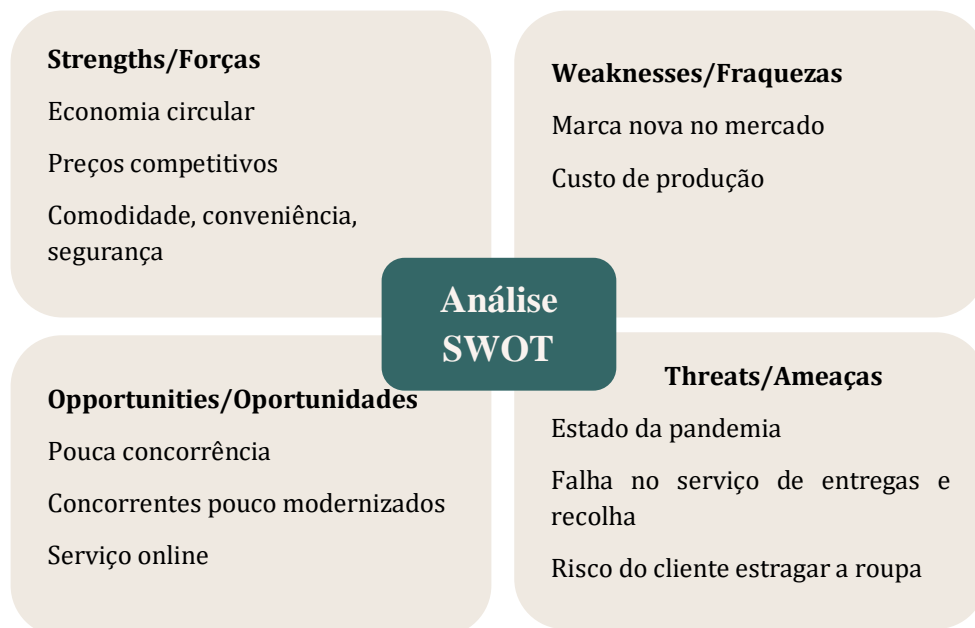 Strengths/Forças
Economia circular
Preços competitivos
Comodidade, conveniência,
segurança
Weaknesses/Fraquezas
Marca nova no mercado
Custo de produção
Análise
SWOT
Opportunities/Oportunidades
Pouca concorrência
Concorrentes pouco modernizados
Serviço online
Threats/Ameaças
Estado da pandemia
Falha no serviço de entregas e
recolha
Risco do cliente estragar a roupa